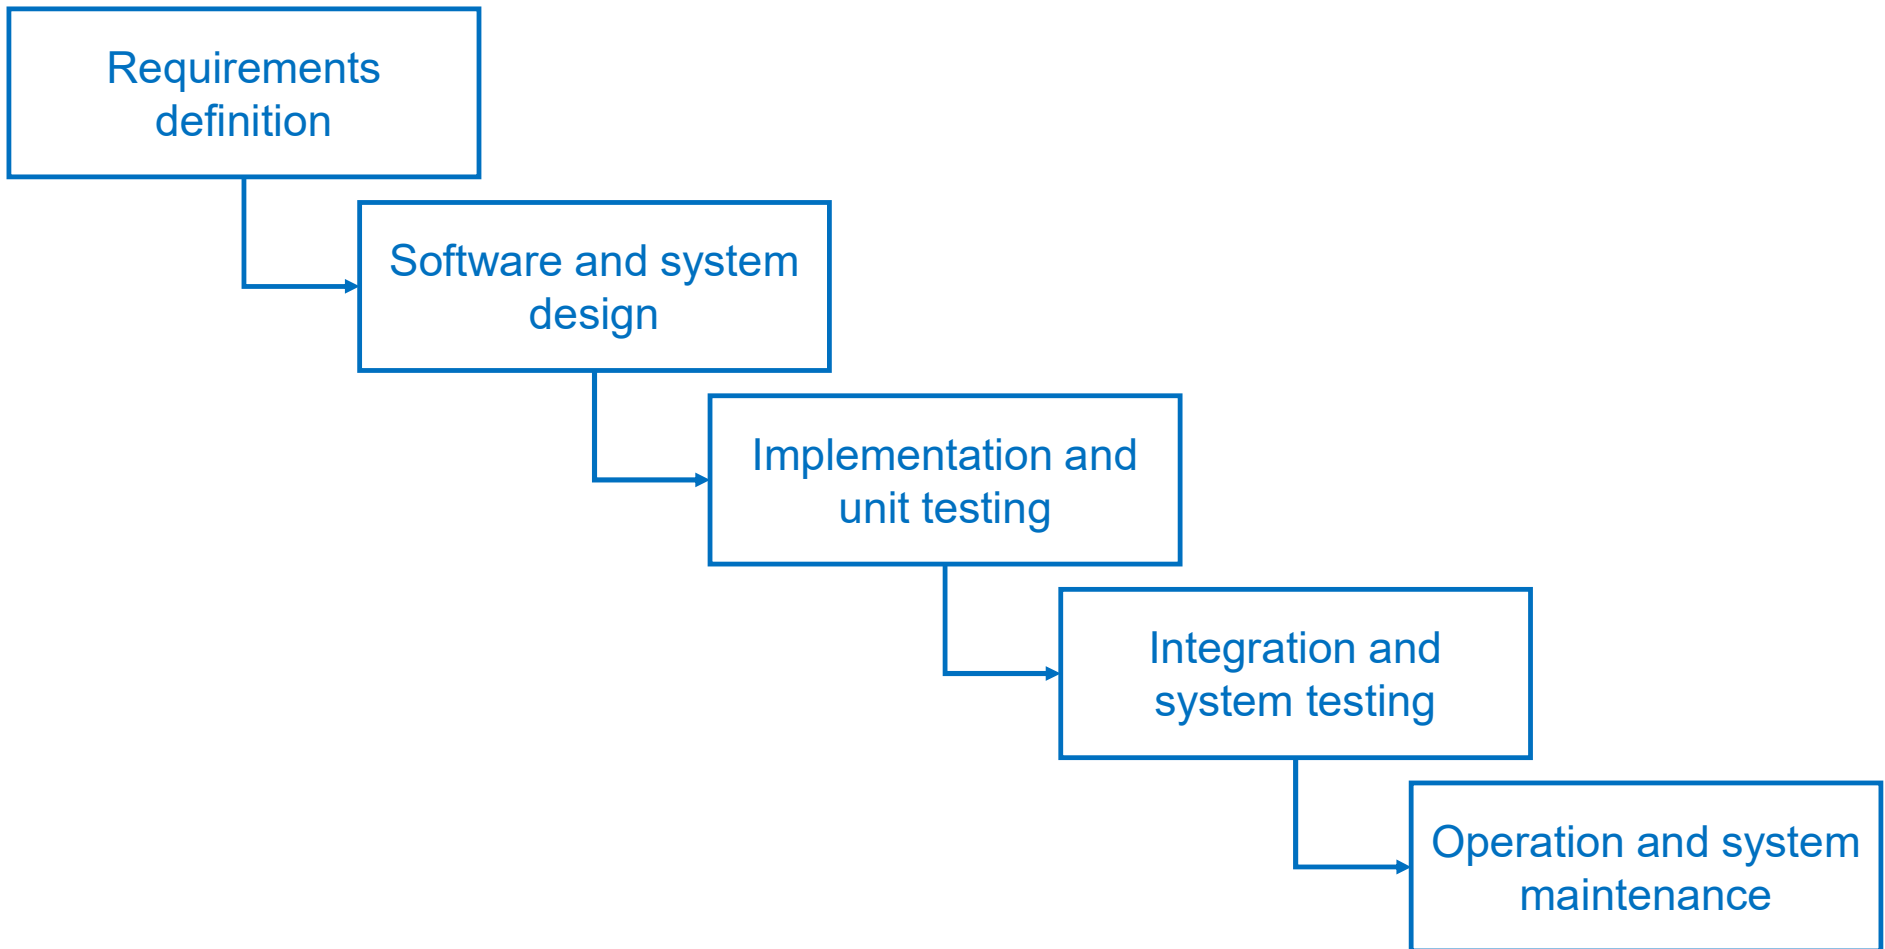 Requirements
definition
Software and system
design
Implementation and
unit testing
Integration and
system testing
Operation and system
maintenance